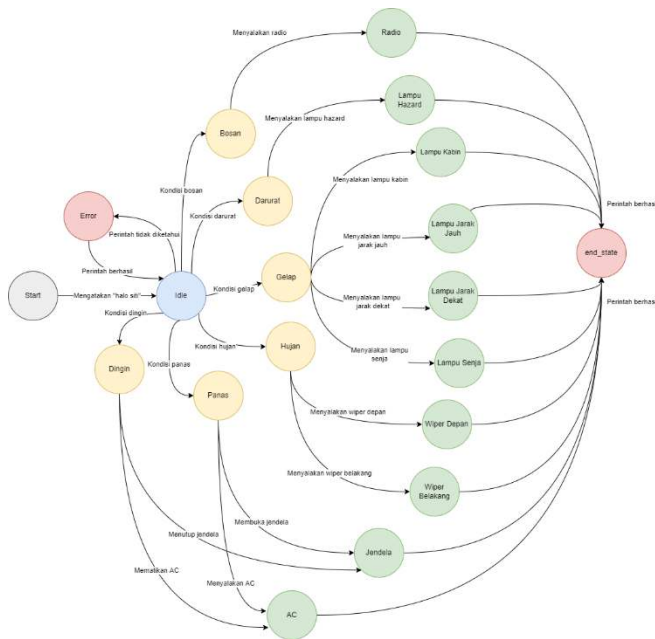 Menyalakan radio
Radio
Lampu
Hazard
Menyalakan lampu hazard
Bosan
Lampu Kabin
Menyalakan lampu kabin
Kondisi bosan
Darurat
Perintah berhas
Error
Kondisi darurat
Perintah tidak diketahui
Lampu Jarak
Jauh
Menyalakan lampu
jarak jauh
end_state
Perintah berhasil
Gelap
Start
Mengatakan "halo siti"
Idle
Kondisi gelap
Lampu Jarak
Dekat
Menyalakan lampu
jarak dekat
Perintah berhas
Kondisi dingin
Kondisi hujan
Hujan
Menyalakan lampu
senja
Lampu Senja
Dingin
Kondisi panas
Panas
Menyalakan wiper depan
Wiper Depan
Menyalakan wiper belakang
Wiper
Belakang
Membuka jendela
Menutup jendela
Jendela
Mematikan AC
Menyalakan AC
AC